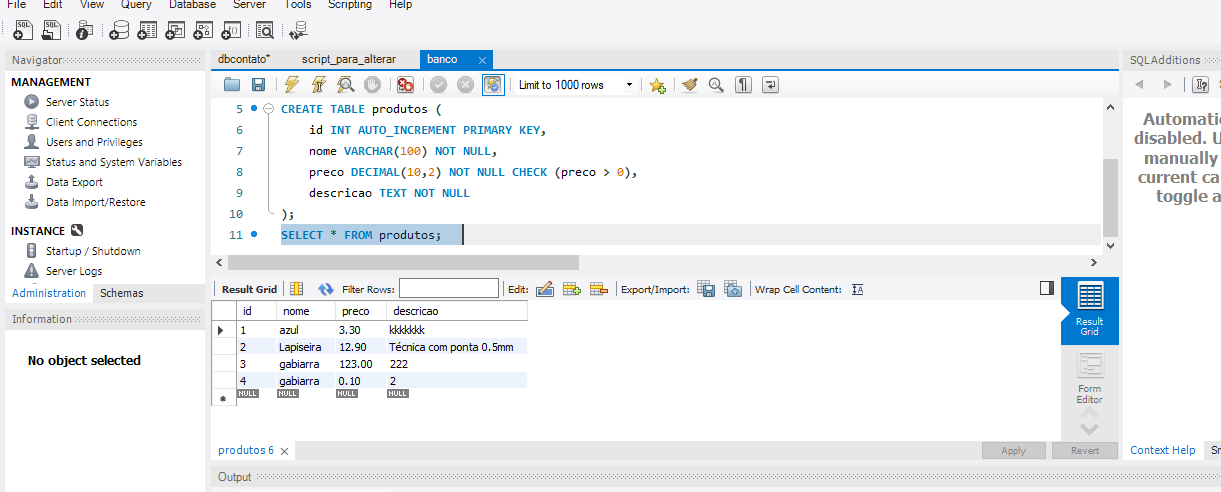 File Edit View Query Database Server Tools Scripting Help
Navigator
MANAGEMENT
Server Status
Client Connections
Users and Privileges
Status and System Variables
Data Export
Data Import/Restore
INSTANCE
Startup / Shutdown
Server Logs
Administration Schemas
Information
No object selected
dbcontato* script_para_alterar banco
Limit to 1000 rows
5 CREATE TABLE produtos (
6 id INT AUTO_INCREMENT PRIMARY KEY,
7 nome VARCHAR(100) NOT NULL,
8 preco DECIMAL(10,2) NOT NULL CHECK (preco > 0),
9 descricao TEXT NOT NULL
10 );
11 SELECT * FROM produtos;
Result Grid Filter Rows: Edit: Export/Import: Wrap Cell Content:
id nome preco descricao
1 azul 3.30 kkkkkkk
2 Lapiseira 12.90 Técnica com ponta 0.5mm
3 gabiarra 123.00 222
4 gabiarra 0.10 2
NULL NULL NULL NULL
Result
Grid
Form
Editor
produtos 6
Apply Revert
Output
SQLAdditions
Automatic
disabled. U
manually
current ca
toggle a
Context Help Sn